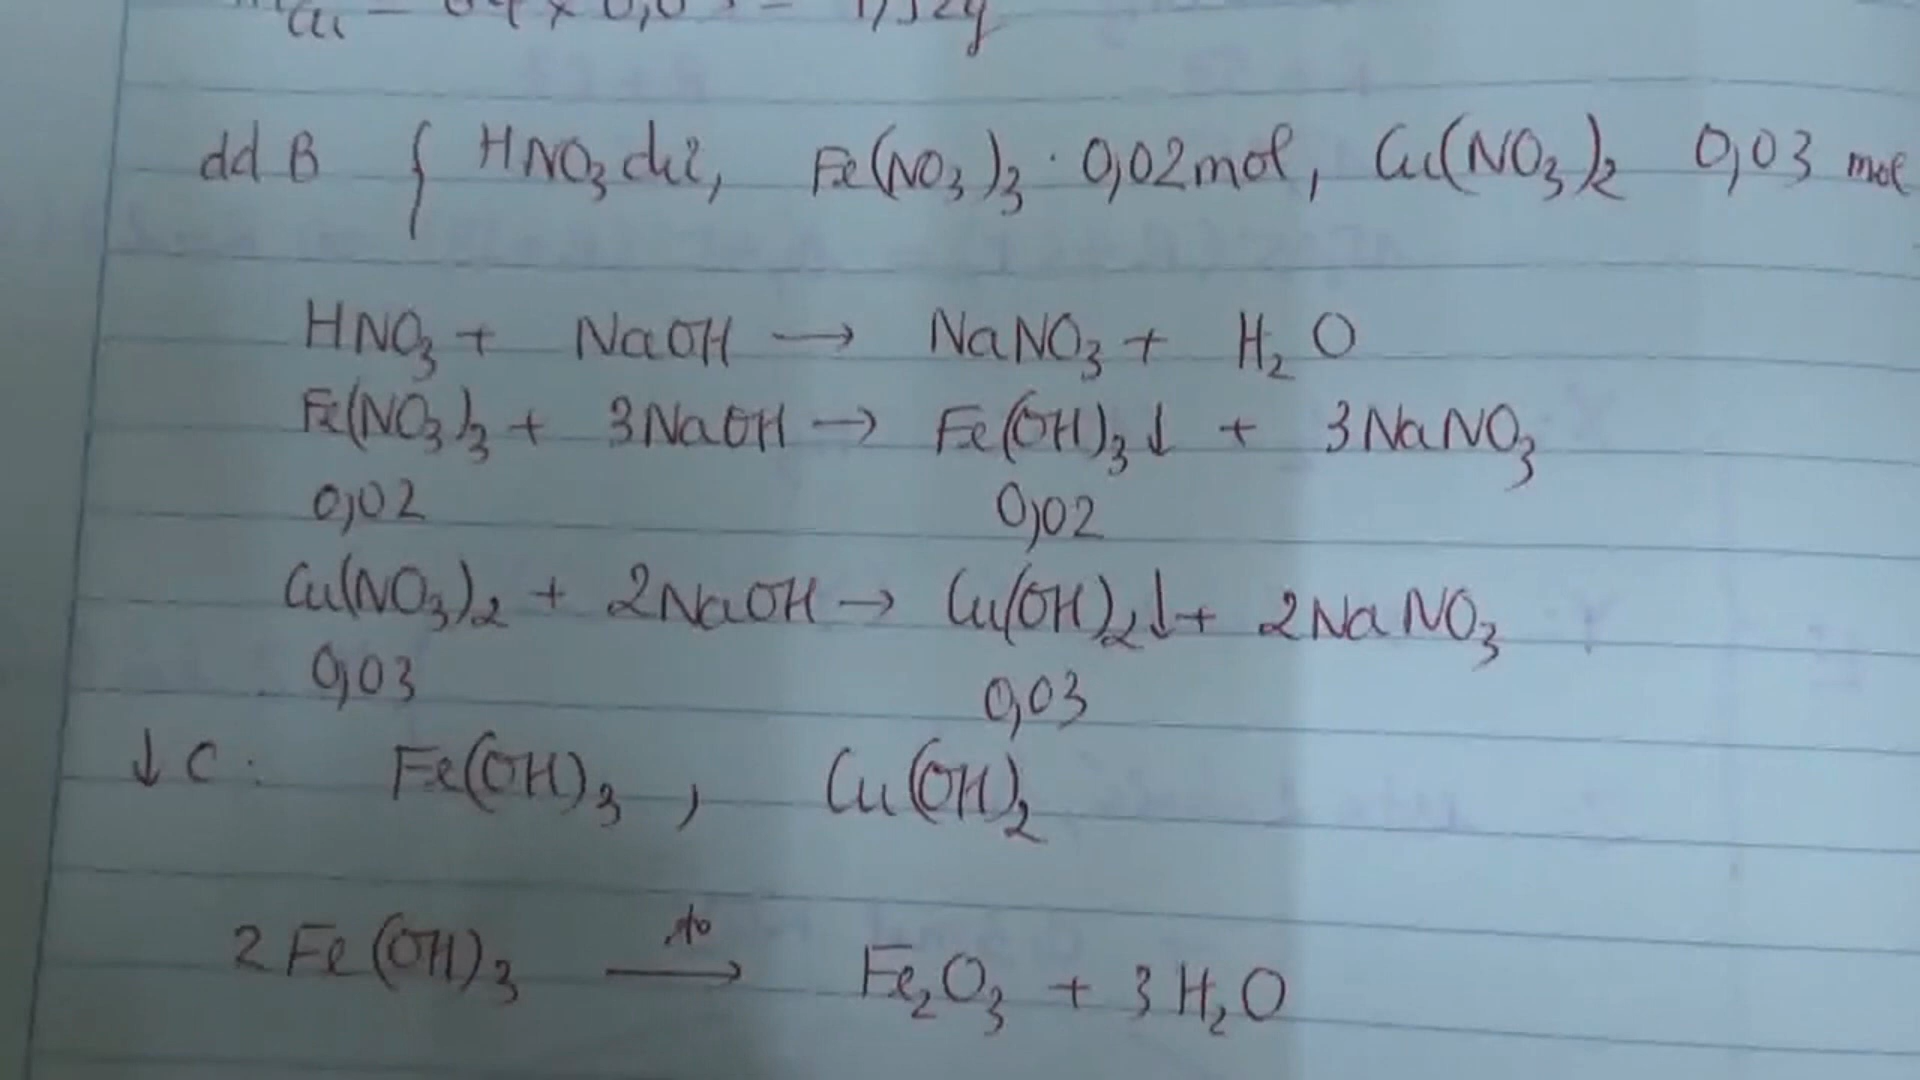 dd B { HNO3 dư, Fe(NO3)3 · 0,02mol, Cu(NO3)2 0,03 mol
HNO3 + NaOH → NaNO3 + H2O
Fe(NO3)3 + 3NaOH → Fe(OH)3↓ + 3NaNO3
0,02 0,02
Cu(NO3)2 + 2NaOH → Cu(OH)2↓ + 2NaNO3
0,03 0,03
↓ C: Fe(OH)3, Cu(OH)2
2Fe(OH)3 →(to) Fe2O3 + 3H2O